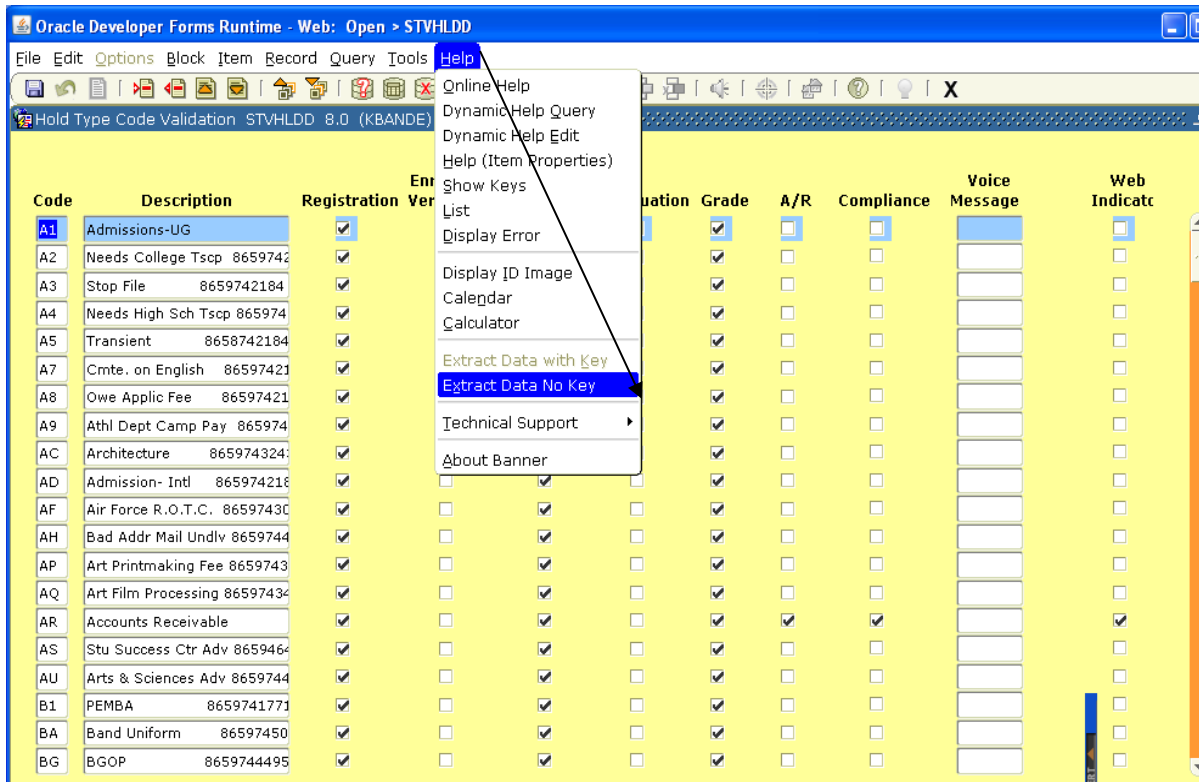 Oracle Developer Forms Runtime - Web: Open > STVHLDD
File Edit Options Block Item Record Query Tools Help
X
Hold Type Code Validation STVHLDD 8.0 (KBANDE)
Online Help
Dynamic Help Query
Dynamic Help Edit
Help (Item Properties)
Show Keys
List
Display Error
Display ID Image
Calendar
Calculator
Extract Data with Key
Extract Data No Key
Technical Support
About Banner
Voice Web
Code Description Registration Grade A/R Compliance Message
A1 Admissions-UG
A2 Needs College Tscp 8659742
A3 Stop File 8659742184
A4 Needs High Sch Tscp 865974
A5 Transient 8658742184
A7 Cmte. on English 86597421
A8 Owe Applic Fee 86597421
A9 Athl Dept Camp Pay 865974
AC Architecture 865974324
AD Admission- Intl 86597421
AF Air Force R.O.T.C. 8659743
AH Bad Addr Mail Undlv 8659744
AP Art Printmaking Fee 8659743
AQ Art Film Processing 8659743
AR Accounts Receivable
AS Stu Success Ctr Adv 865946
AU Arts & Sciences Adv 8659744
B1 PEMBA 8659741771
BA Band Uniform 86597450
BG BGOP 8659744495